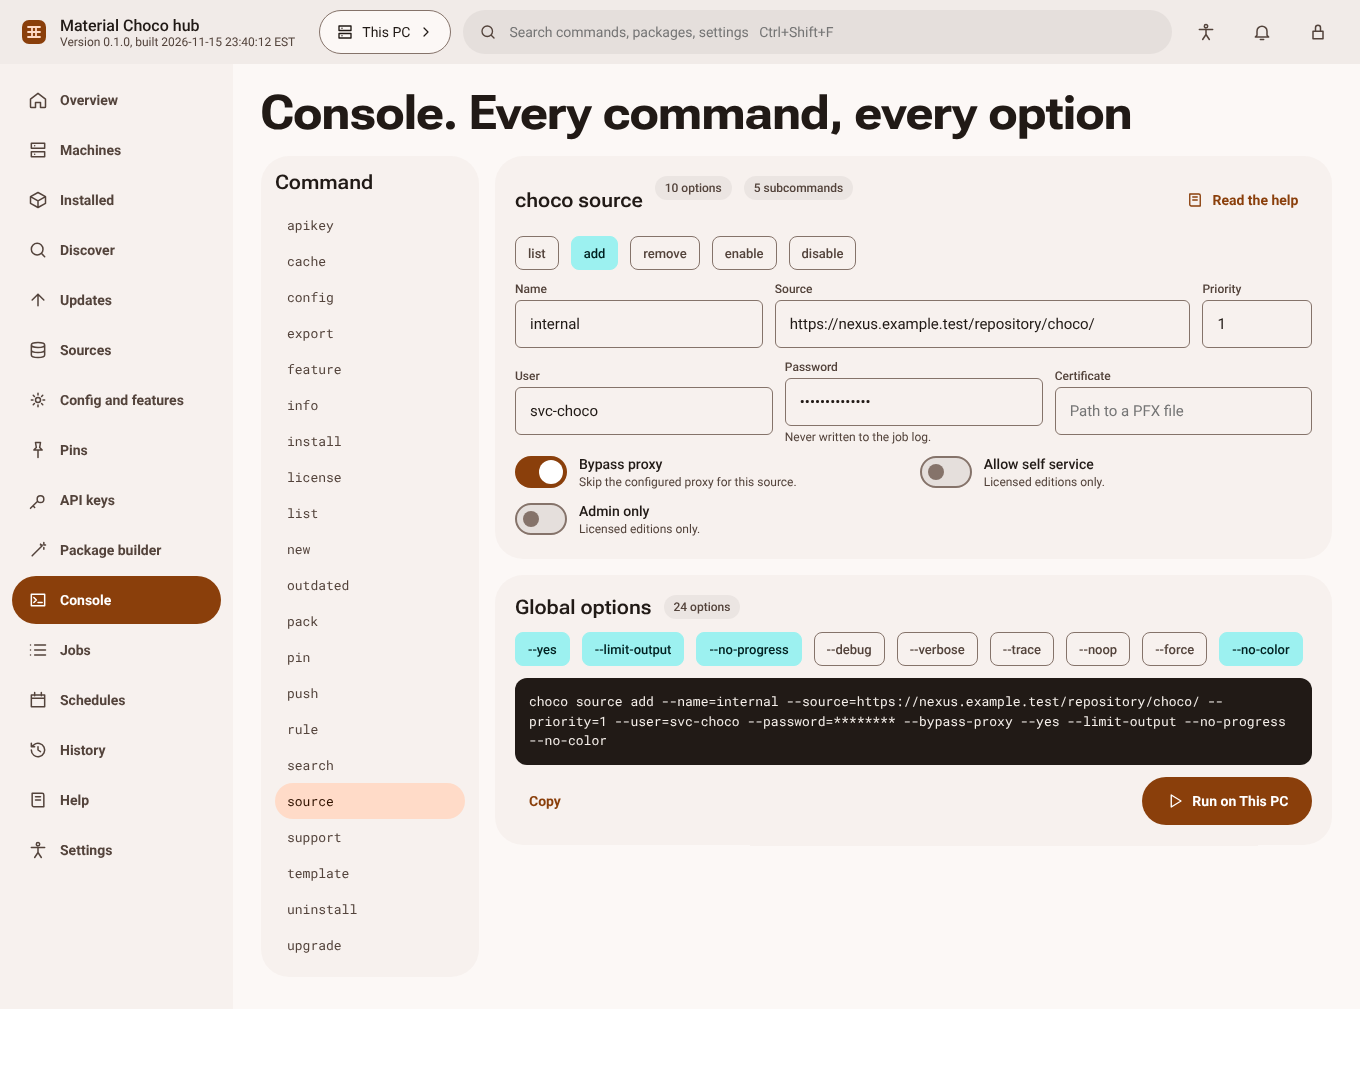 Material Choco hub
Version 0.1.0, built 2026-11-15 23:40:12 EST
This PC
Search commands, packages, settings Ctrl+Shift+F
Overview
Machines
Installed
Discover
Updates
Sources
Config and features
Pins
API keys
Package builder
Console
Jobs
Schedules
History
Help
Settings
Console. Every command, every option
Command
apikey
cache
config
export
feature
info
install
license
list
new
outdated
pack
pin
push
rule
search
source
support
template
uninstall
upgrade
choco source
10 options
5 subcommands
Read the help
list
add
remove
enable
disable
Name
Source
Priority
internal
https://nexus.example.test/repository/choco/
1
User
Password
Certificate
svc-choco
••••••••••••••
Path to a PFX file
Never written to the job log.
Bypass proxy
Skip the configured proxy for this source.
Allow self service
Licensed editions only.
Admin only
Licensed editions only.
Global options
24 options
--yes
--limit-output
--no-progress
--debug
--verbose
--trace
--noop
--force
--no-color
choco source add --name=internal --source=https://nexus.example.test/repository/choco/ --
priority=1 --user=svc-choco --password=******** --bypass-proxy --yes --limit-output --no-progress
--no-color
Copy
Run on This PC